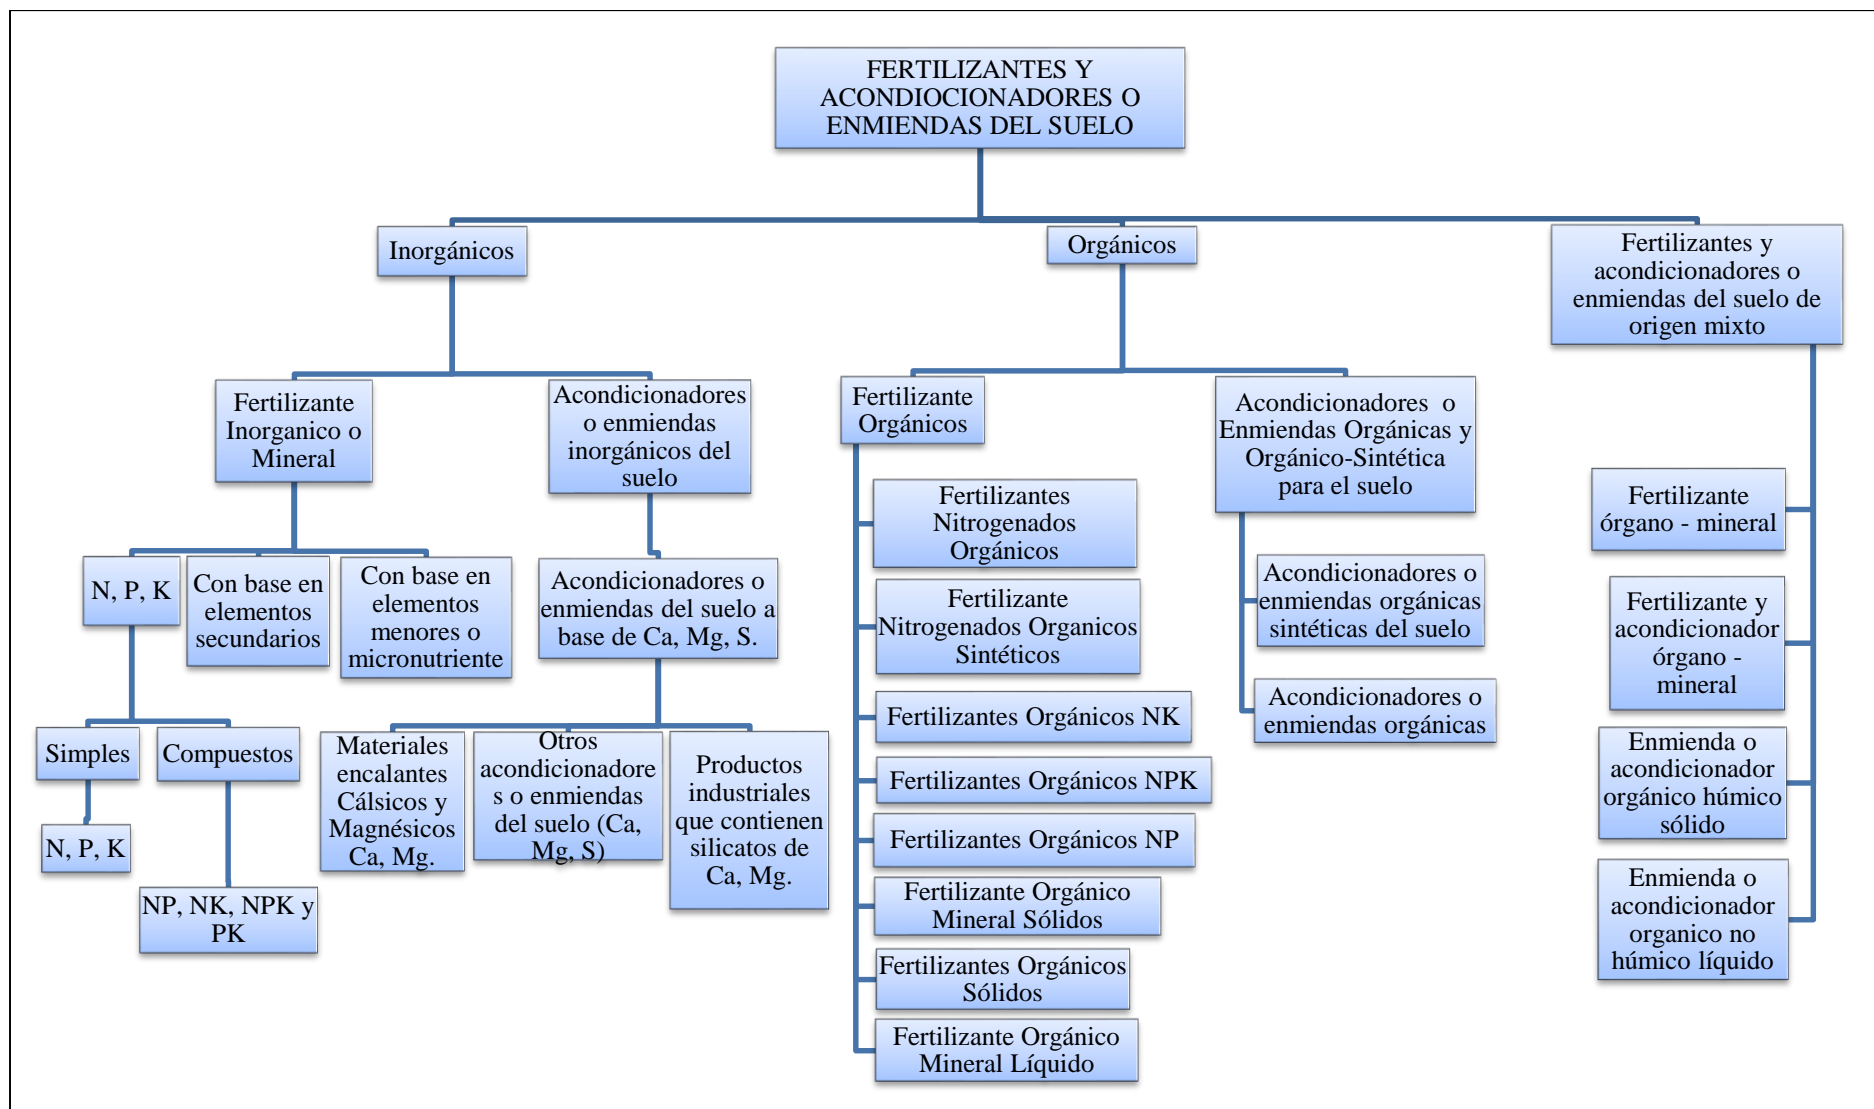 FERTILIZANTES Y
ACONDIOCIONADORES O
ENMIENDAS DEL SUELO
Inorgánicos
Orgánicos
Fertilizantes y
acondicionadores o
enmiendas del suelo de
origen mixto
Fertilizante
Inorganico o
Mineral
Acondicionadores
o enmiendas
inorgánicos del
suelo
Fertilizante
Orgánicos
Acondicionadores o
Enmiendas Orgánicas y
Orgánico-Sintética
para el suelo
N, P, K
Con base en
elementos
secundarios
Con base en
elementos
menores o
micronutriente
Acondicionadores o
enmiendas del suelo a
base de Ca, Mg, S.
Simples
Compuestos
N, P, K
NP, NK, NPK y
PK
Materiales
encalantes
Cálsicos y
Magnésicos
Ca, Mg.
Otros
acondicionadore
s o enmiendas
del suelo (Ca,
Mg, S)
Productos
industriales
que contienen
silicatos de
Ca, Mg.
Fertilizantes
Nitrogenados
Orgánicos
Fertilizante
Nitrogenados Organicos
Sintéticos
Fertilizantes Orgánicos NK
Fertilizantes Orgánicos NPK
Fertilizantes Orgánicos NP
Fertilizante Orgánico
Mineral Sólidos
Fertilizantes Orgánicos
Sólidos
Fertilizante Orgánico
Mineral Líquido
Acondicionadores o
enmiendas orgánicas
sintéticas del suelo
Acondicionadores o
enmiendas orgánicas
Fertilizante
órgano - mineral
Fertilizante y
acondicionador
órgano -
mineral
Enmienda o
acondicionador
orgánico húmico
sólido
Enmienda o
acondicionador
organico no
húmico líquido